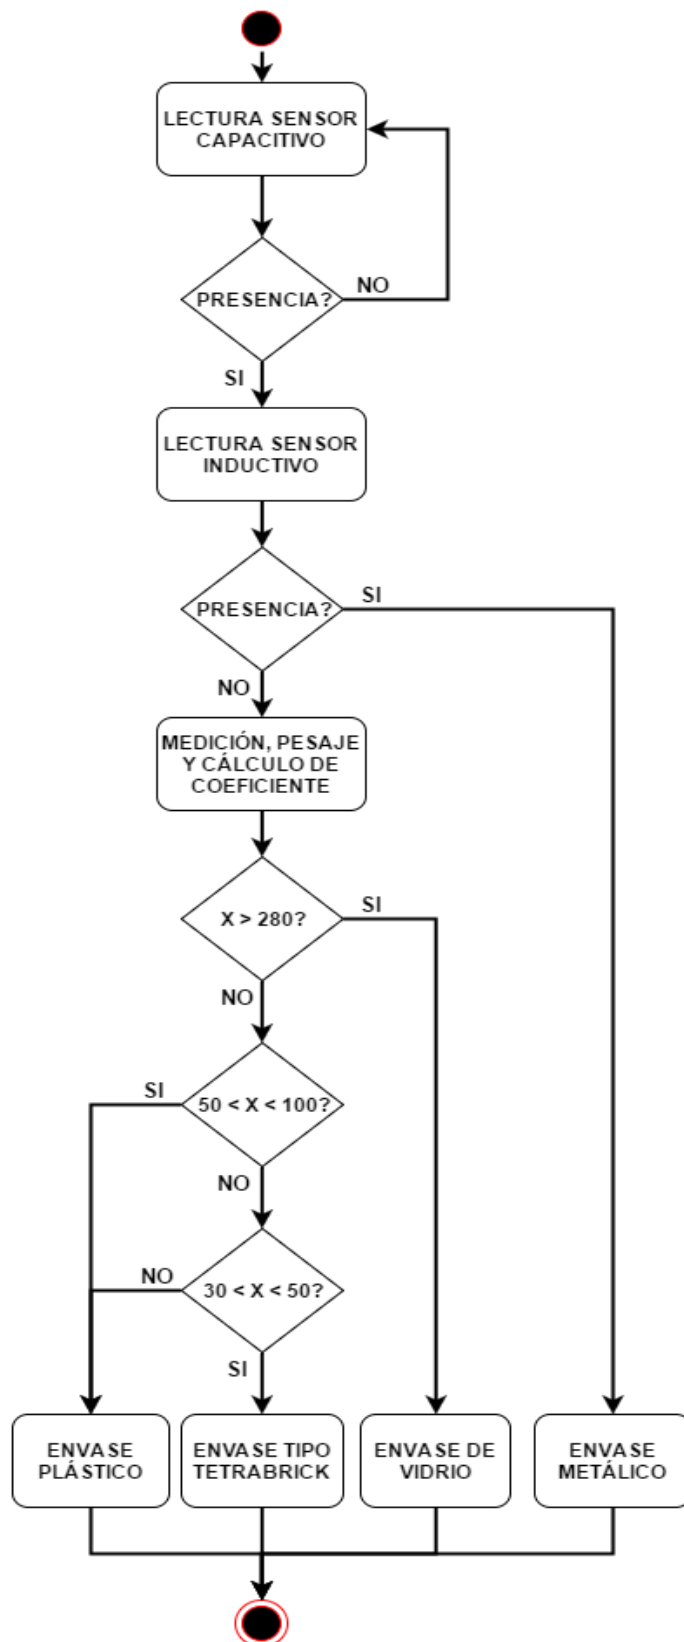 LECTURA SENSOR
CAPACITIVO
PRESENCIA?
NO
SI
LECTURA SENSOR
INDUCTIVO
PRESENCIA?
SI
NO
MEDICIÓN, PESAJE
Y CÁLCULO DE
COEFICIENTE
X > 280?
SI
NO
50 < X < 100?
SI
NO
30 < X < 50?
NO
SI
ENVASE
PLÁSTICO
ENVASE TIPO
TETRABRICK
ENVASE DE
VIDRIO
ENVASE
METÁLICO